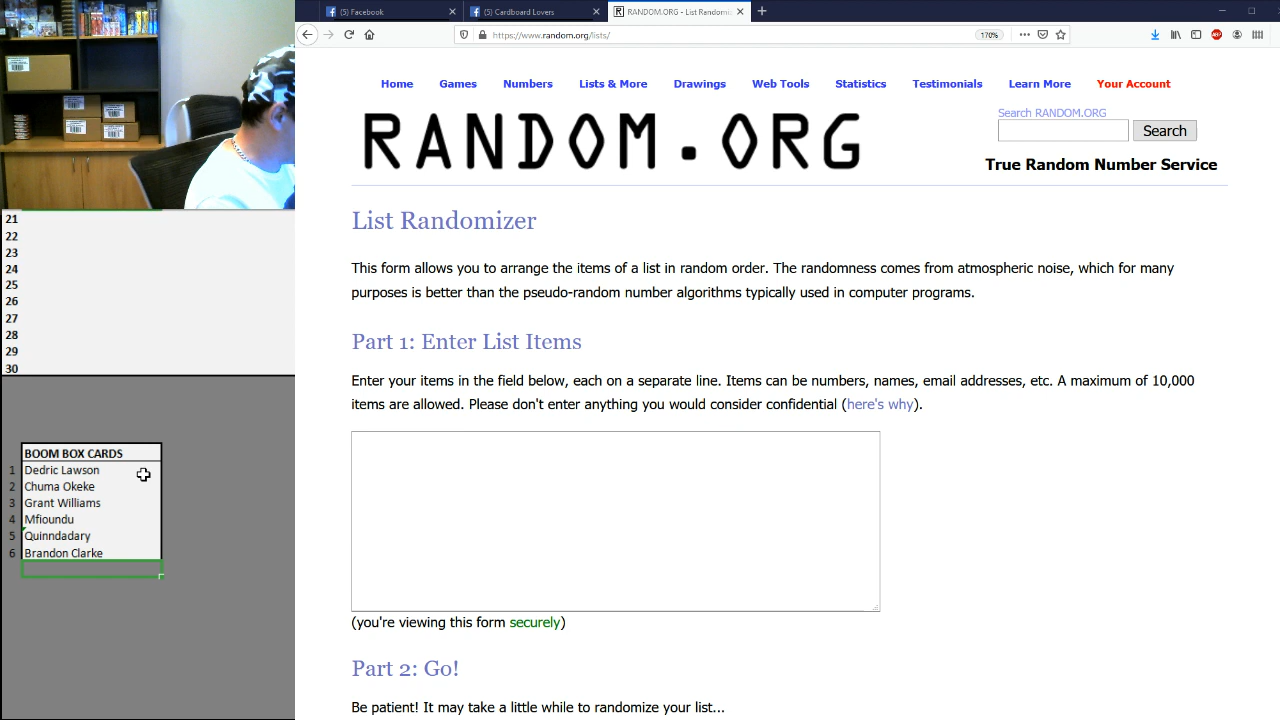 (5) Facebook
(5) Cardboard Lovers
RANDOM.ORG - List Randomiz
https://www.random.org/lists/
170%
Home Games Numbers Lists & More Drawings Web Tools Statistics Testimonials Learn More Your Account
RANDOM.ORG
Search RANDOM.ORG
Search
True Random Number Service
List Randomizer
This form allows you to arrange the items of a list in random order. The randomness comes from atmospheric noise, which for many
purposes is better than the pseudo-random number algorithms typically used in computer programs.
Part 1: Enter List Items
Enter your items in the field below, each on a separate line. Items can be numbers, names, email addresses, etc. A maximum of 10,000
items are allowed. Please don't enter anything you would consider confidential (here's why).
(you're viewing this form securely)
Part 2: Go!
Be patient! It may take a little while to randomize your list...
21
22
23
24
25
26
27
28
29
30
BOOM BOX CARDS
1 Dedric Lawson
2 Chuma Okeke
3 Grant Williams
4 Mfioundu
5 Quinndadary
6 Brandon Clarke